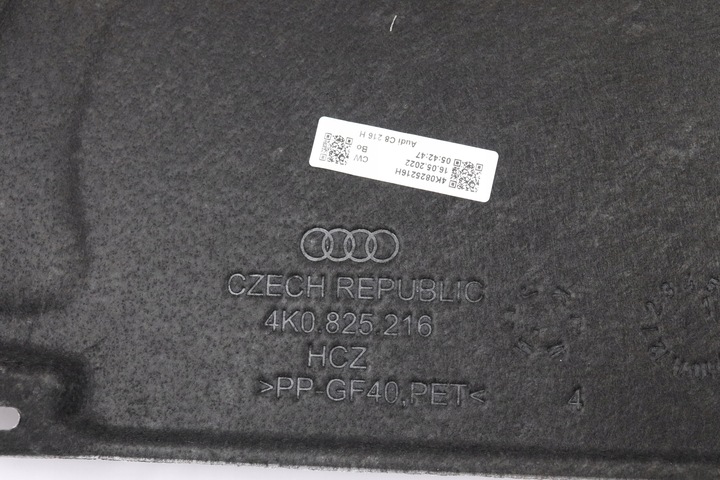 4K0825216H
16.05.2022
05:42:47
CW
Bo
Audi C8 216 H
CZECH REPUBLIC
4K0.825.216
HCZ
>PP-GF40,PET<
4